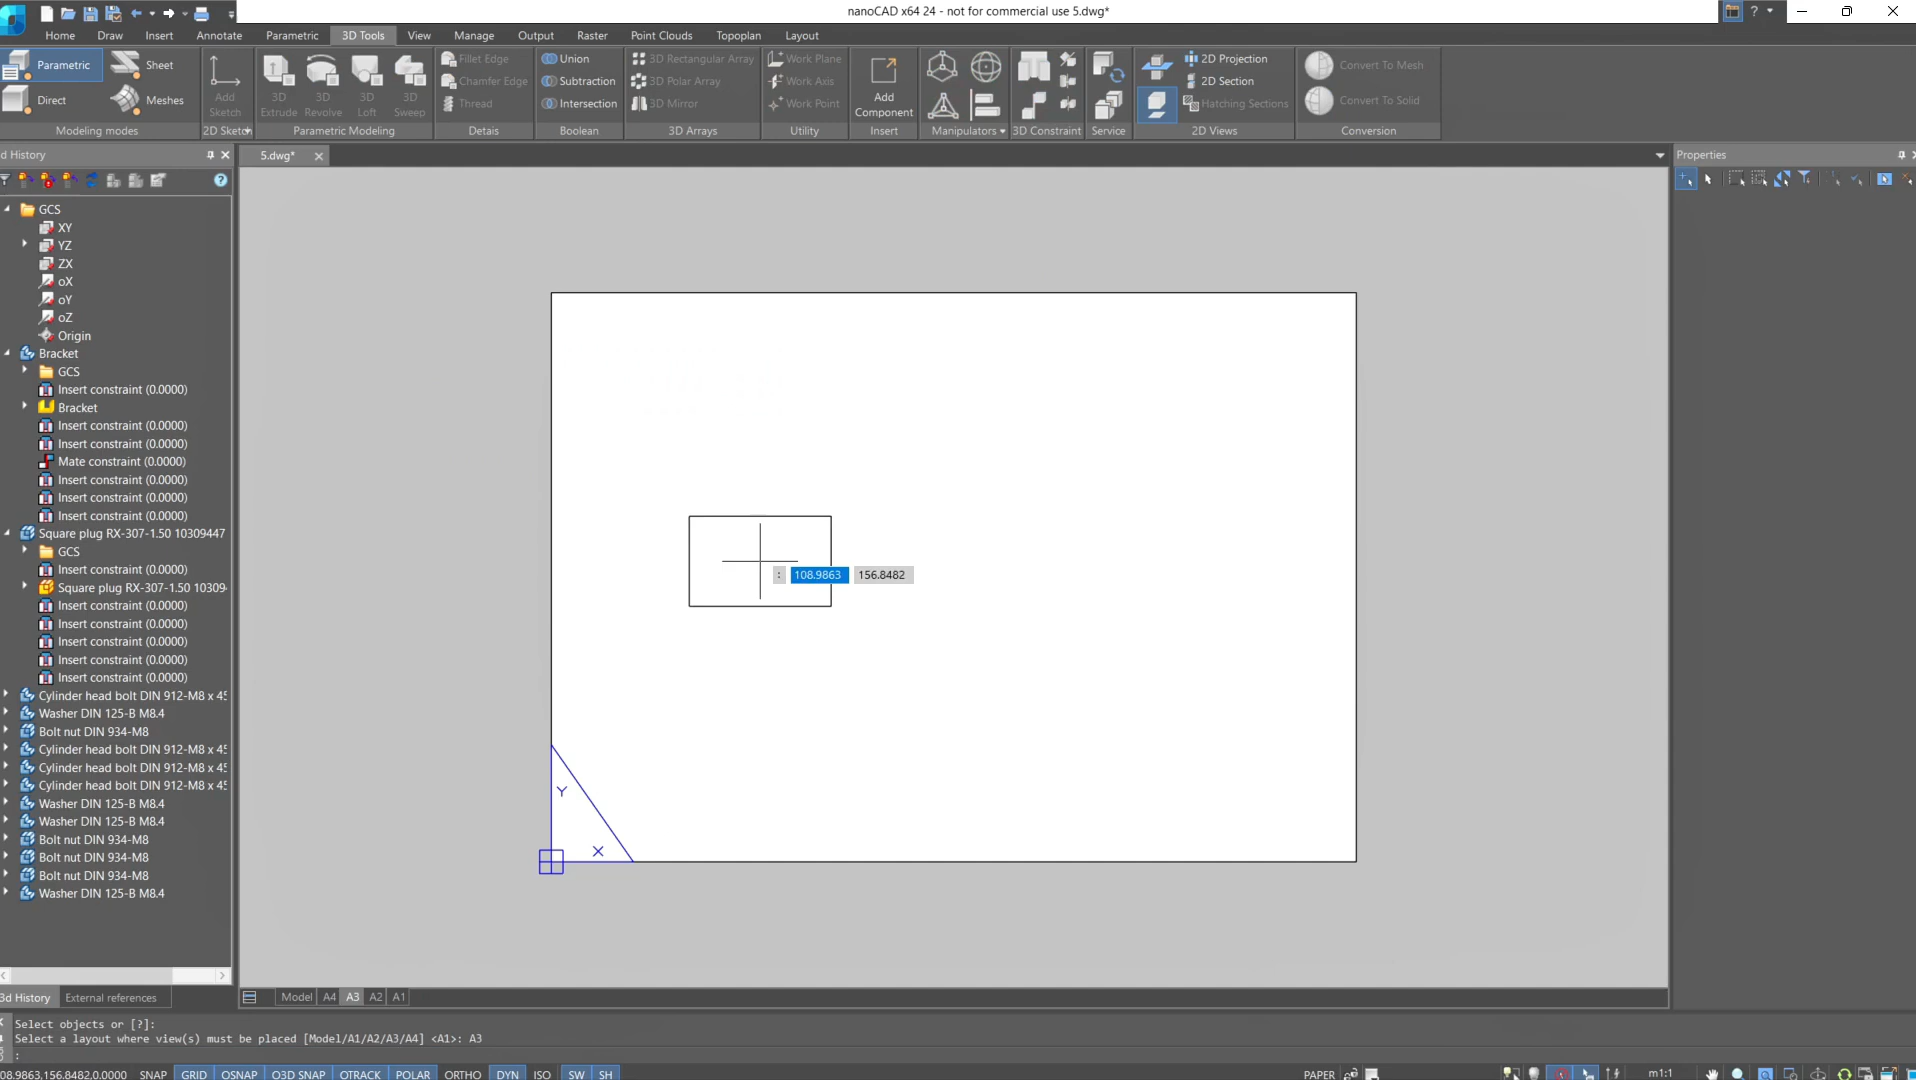 nanoCAD x64 24 - not for commercial use 5.dwg*
Home Draw Insert Annotate Parametric 3D Tools View Manage Output Raster Point Clouds Topoplan Layout
Parametric
Sheet
Direct
Meshes
Modeling modes
Add Sketch
2D Sketch
3D Extrude
3D Revolve
3D Loft
3D Sweep
Parametric Modeling
Fillet Edge
Chamfer Edge
Thread
Detais
Union
Subtraction
Intersection
Boolean
3D Rectangular Array
3D Polar Array
3D Mirror
3D Arrays
Work Plane
Work Axis
Work Point
Utility
Add Component
Insert
Manipulators
3D Constraint
Service
2D Projection
2D Section
Hatching Sections
2D Views
Convert To Mesh
Convert To Solid
Conversion
d History
5.dwg*
Properties
GCS
XY
YZ
ZX
oX
oY
oZ
Origin
Bracket
GCS
Insert constraint (0.0000)
Bracket
Insert constraint (0.0000)
Insert constraint (0.0000)
Mate constraint (0.0000)
Insert constraint (0.0000)
Insert constraint (0.0000)
Insert constraint (0.0000)
Square plug RX-307-1.50 10309447
GCS
Insert constraint (0.0000)
Square plug RX-307-1.50 10309
Insert constraint (0.0000)
Insert constraint (0.0000)
Insert constraint (0.0000)
Insert constraint (0.0000)
Insert constraint (0.0000)
Cylinder head bolt DIN 912-M8 x 45
Washer DIN 125-B M8.4
Bolt nut DIN 934-M8
Cylinder head bolt DIN 912-M8 x 45
Cylinder head bolt DIN 912-M8 x 45
Cylinder head bolt DIN 912-M8 x 45
Washer DIN 125-B M8.4
Washer DIN 125-B M8.4
Bolt nut DIN 934-M8
Bolt nut DIN 934-M8
Bolt nut DIN 934-M8
Washer DIN 125-B M8.4
: 108.9863 156.8482
Y
X
3d History External references
Model A4 A3 A2 A1
Select objects or [?]:
Select a layout where view(s) must be placed [Model/A1/A2/A3/A4] <A1>: A3
:
08.9863,156.8482,0.0000 SNAP GRID OSNAP O3D SNAP OTRACK POLAR ORTHO DYN ISO SW SH PAPER m1:1